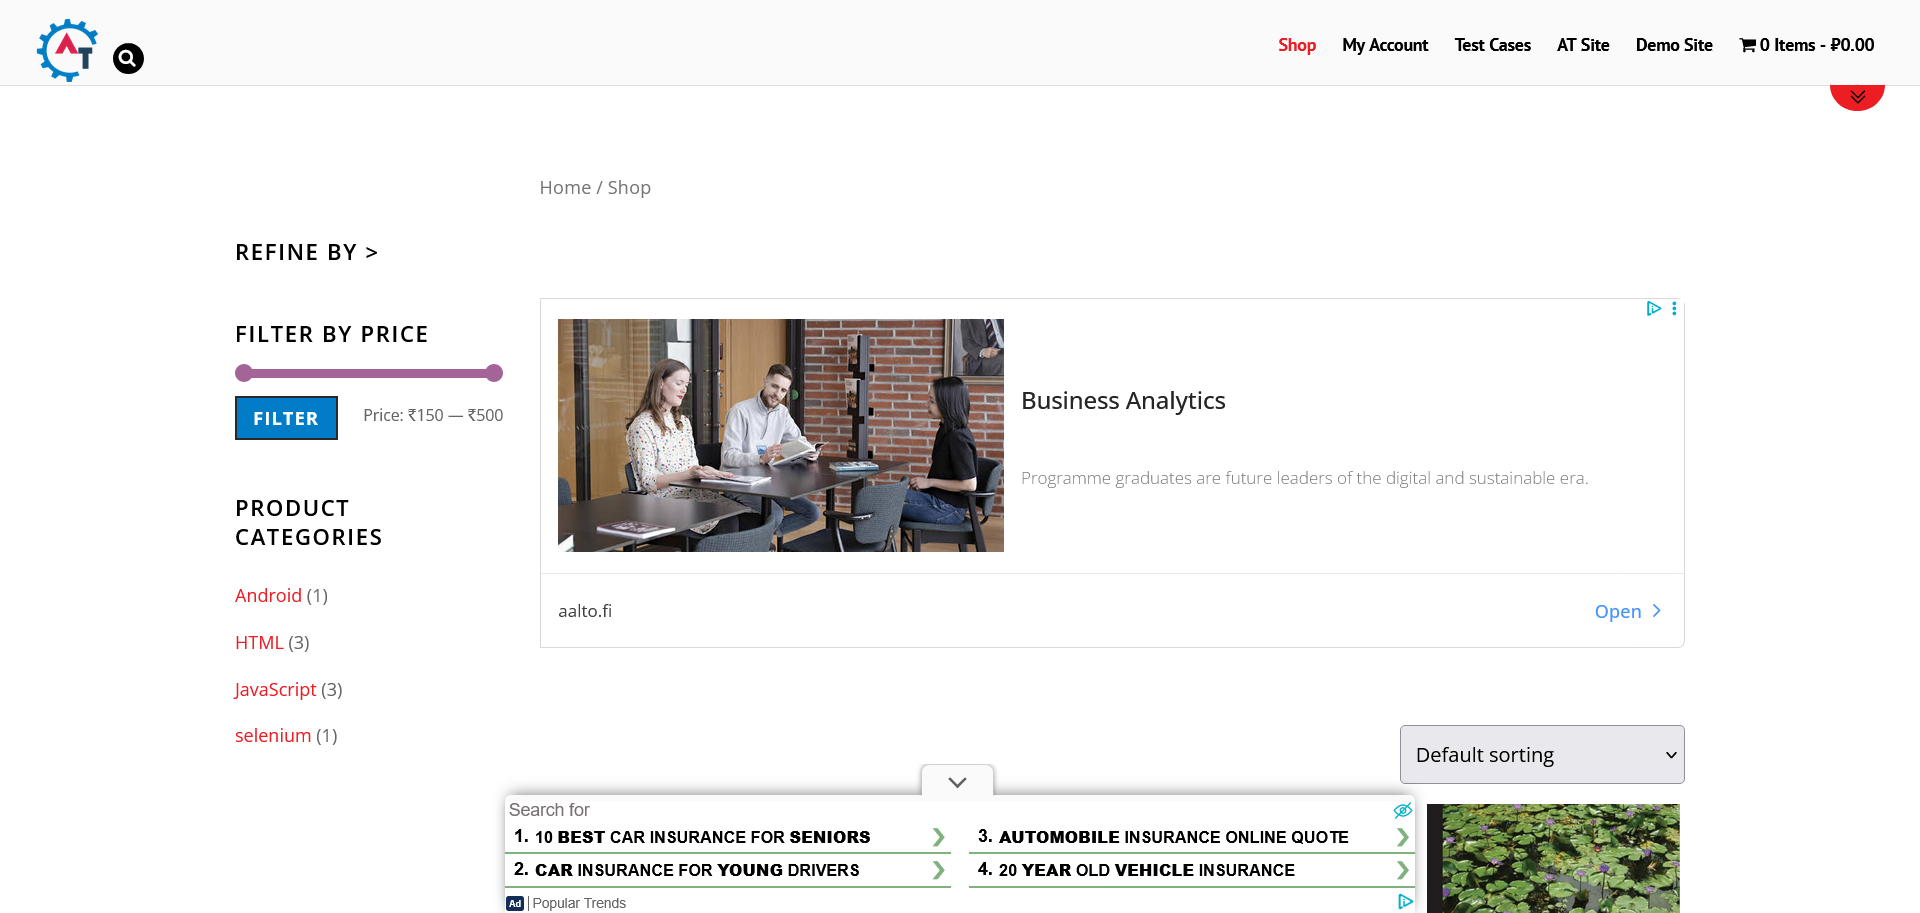 AT
Shop
My Account
Test Cases
AT Site
Demo Site
0 Items - ₽0.00
Home / Shop
REFINE BY >
FILTER BY PRICE
FILTER
Price: ₹150 — ₹500
PRODUCT
CATEGORIES
Android (1)
HTML (3)
JavaScript (3)
selenium (1)
Business Analytics
Programme graduates are future leaders of the digital and sustainable era.
aalto.fi
Open
Default sorting
Search for
1. 10 BEST CAR INSURANCE FOR SENIORS
2. CAR INSURANCE FOR YOUNG DRIVERS
3. AUTOMOBILE INSURANCE ONLINE QUOTE
4. 20 YEAR OLD VEHICLE INSURANCE
Ad | Popular Trends